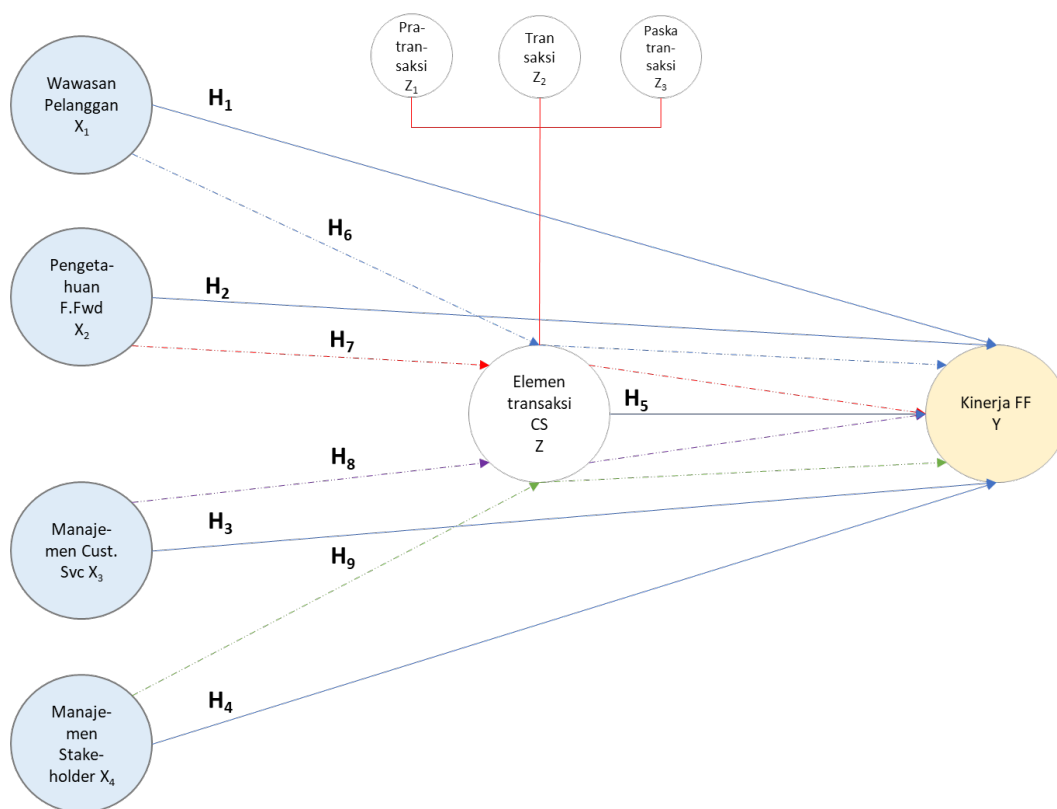 Pra-
tran-
saksi
Z₁
Tran
saksi
Z₂
Paska
tran-
saksi
Z₃
Wawasan
Pelanggan
X₁
H₁
H₆
Pengeta-
huan
F.Fwd
X₂
H₂
H₇
Elemen
transaksi
CS
Z
H₅
Kinerja FF
Y
H₈
Manaje-
men Cust.
Svc X₃
H₃
H₉
Manaje-
men
Stake-
holder X₄
H₄